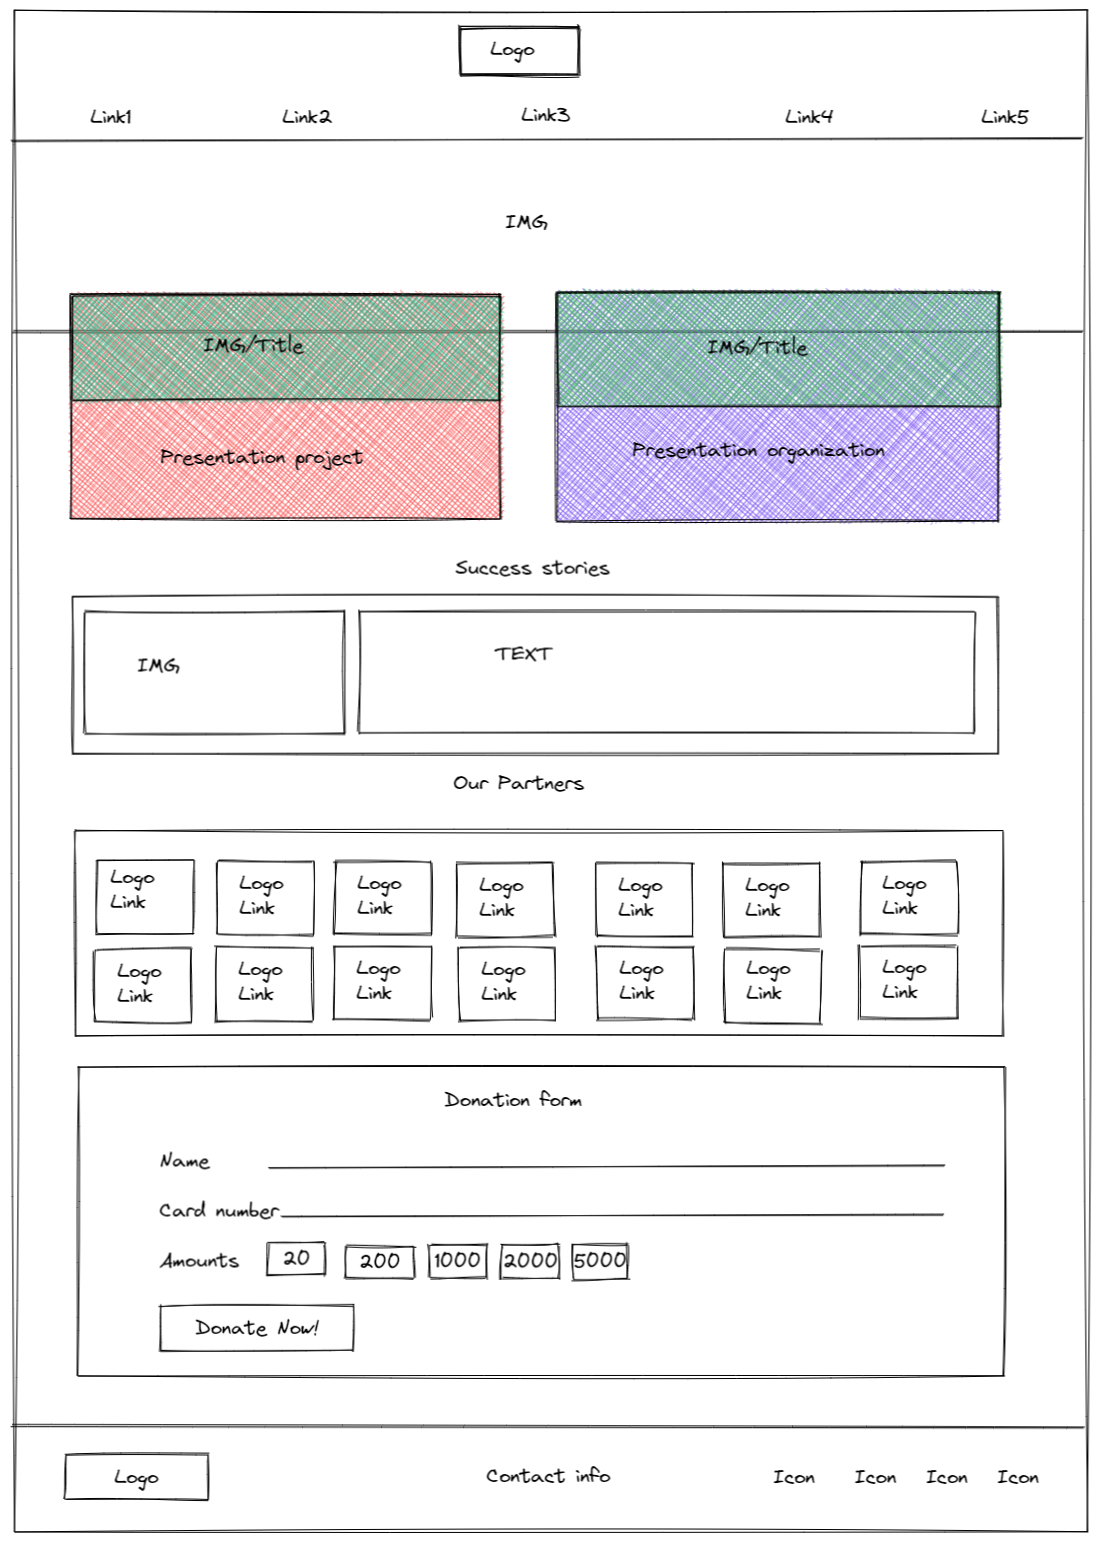 Logo
Link1 Link2 Link3 Link4 Link5
IMG
IMG/Title
Presentation project
IMG/Title
Presentation organization
Success stories
IMG
TEXT
Our Partners
Logo
Link
Logo
Link
Logo
Link
Logo
Link
Logo
Link
Logo
Link
Logo
Link
Logo
Link
Logo
Link
Logo
Link
Logo
Link
Logo
Link
Logo
Link
Logo
Link
Donation form
Name
Card number
Amounts 20 200 1000 2000 5000
Donate Now!
Logo Contact info Icon Icon Icon Icon